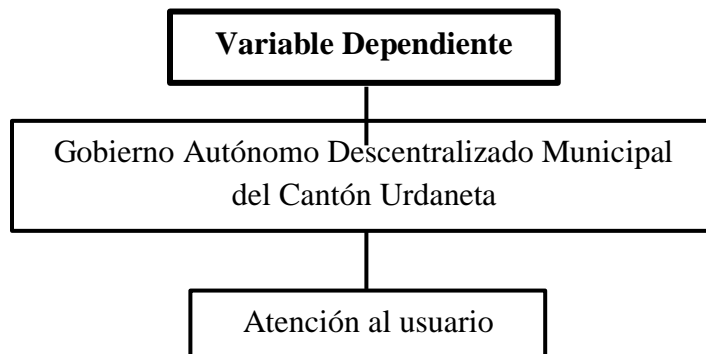 Variable Dependiente
Gobierno Autónomo Descentralizado Municipal
del Cantón Urdaneta
Atención al usuario